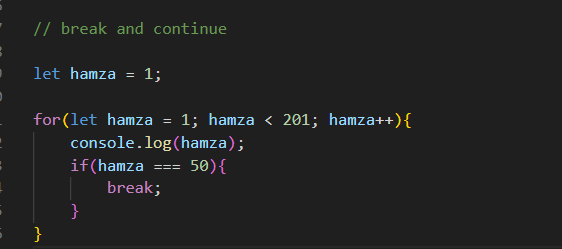 // break and continue
let hamza = 1;
for(let hamza = 1; hamza < 201; hamza++){
    console.log(hamza);
    if(hamza === 50){
        break;
    }
}